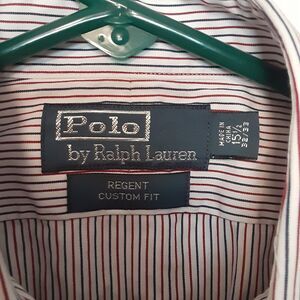 Polo
by Ralph Lauren
MADE IN
CHINA
15½
32/33
REGENT
CUSTOM FIT